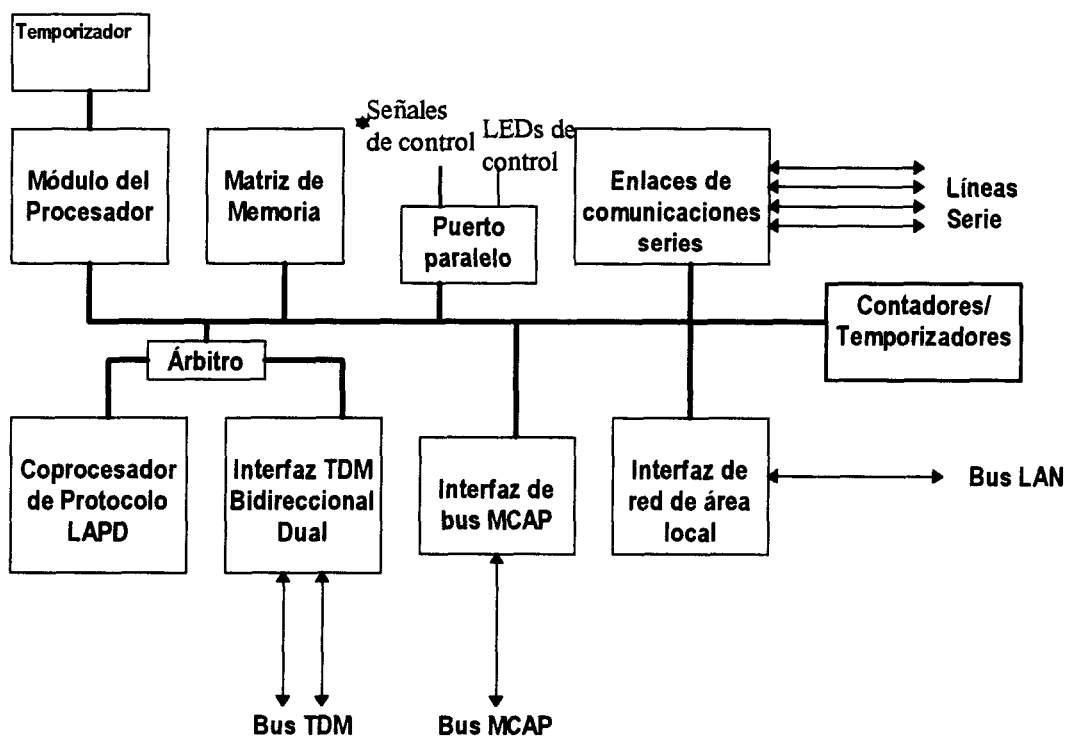 Temporizador
Módulo del
Procesador
Matriz de
Memoria
*Señales
de control
LEDs de
control
Puerto
paralelo
Enlaces de
comunicaciones
series
Líneas
Serie
Contadores/
Temporizadores
Árbitro
Coprocesador
de Protocolo
LAPD
Interfaz TDM
Bidireccional
Dual
Interfaz de
bus MCAP
Interfaz de
red de área
local
Bus LAN
Bus TDM
Bus MCAP